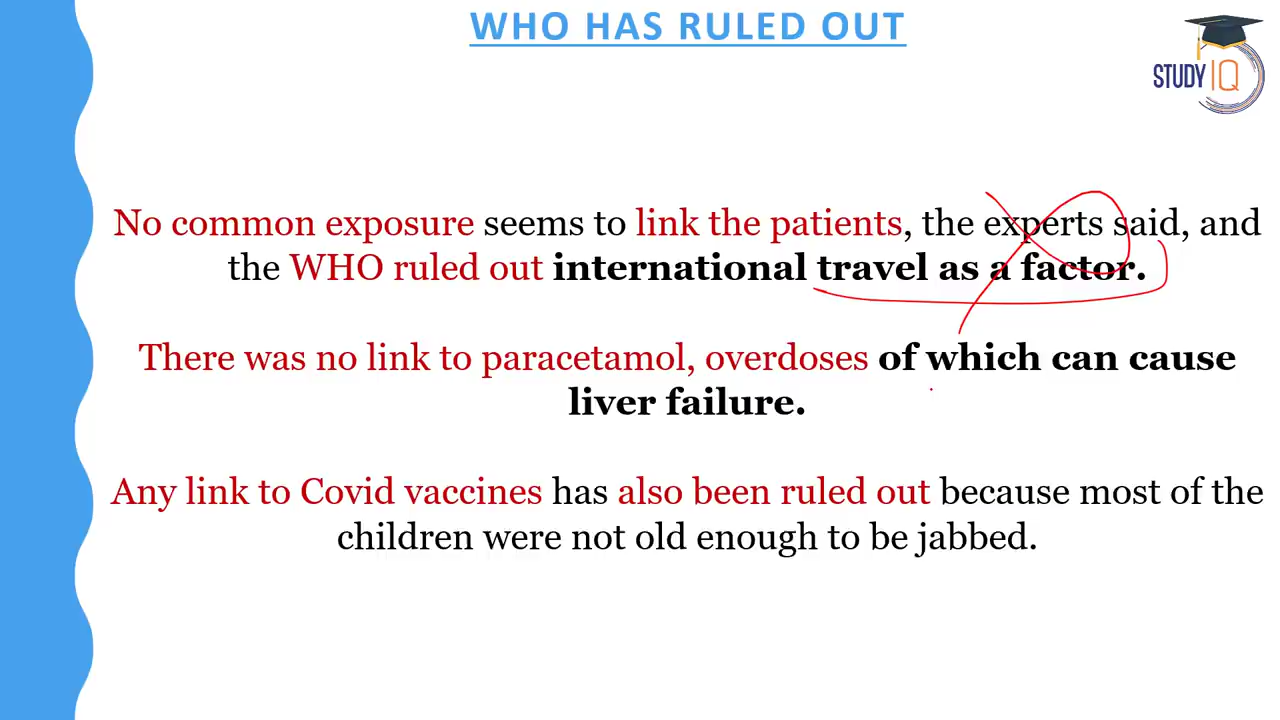 WHO HAS RULED OUT
STUDY IQ
No common exposure seems to link the patients, the experts said, and
the WHO ruled out international travel as a factor.
There was no link to paracetamol, overdoses of which can cause
liver failure.
Any link to Covid vaccines has also been ruled out because most of the
children were not old enough to be jabbed.